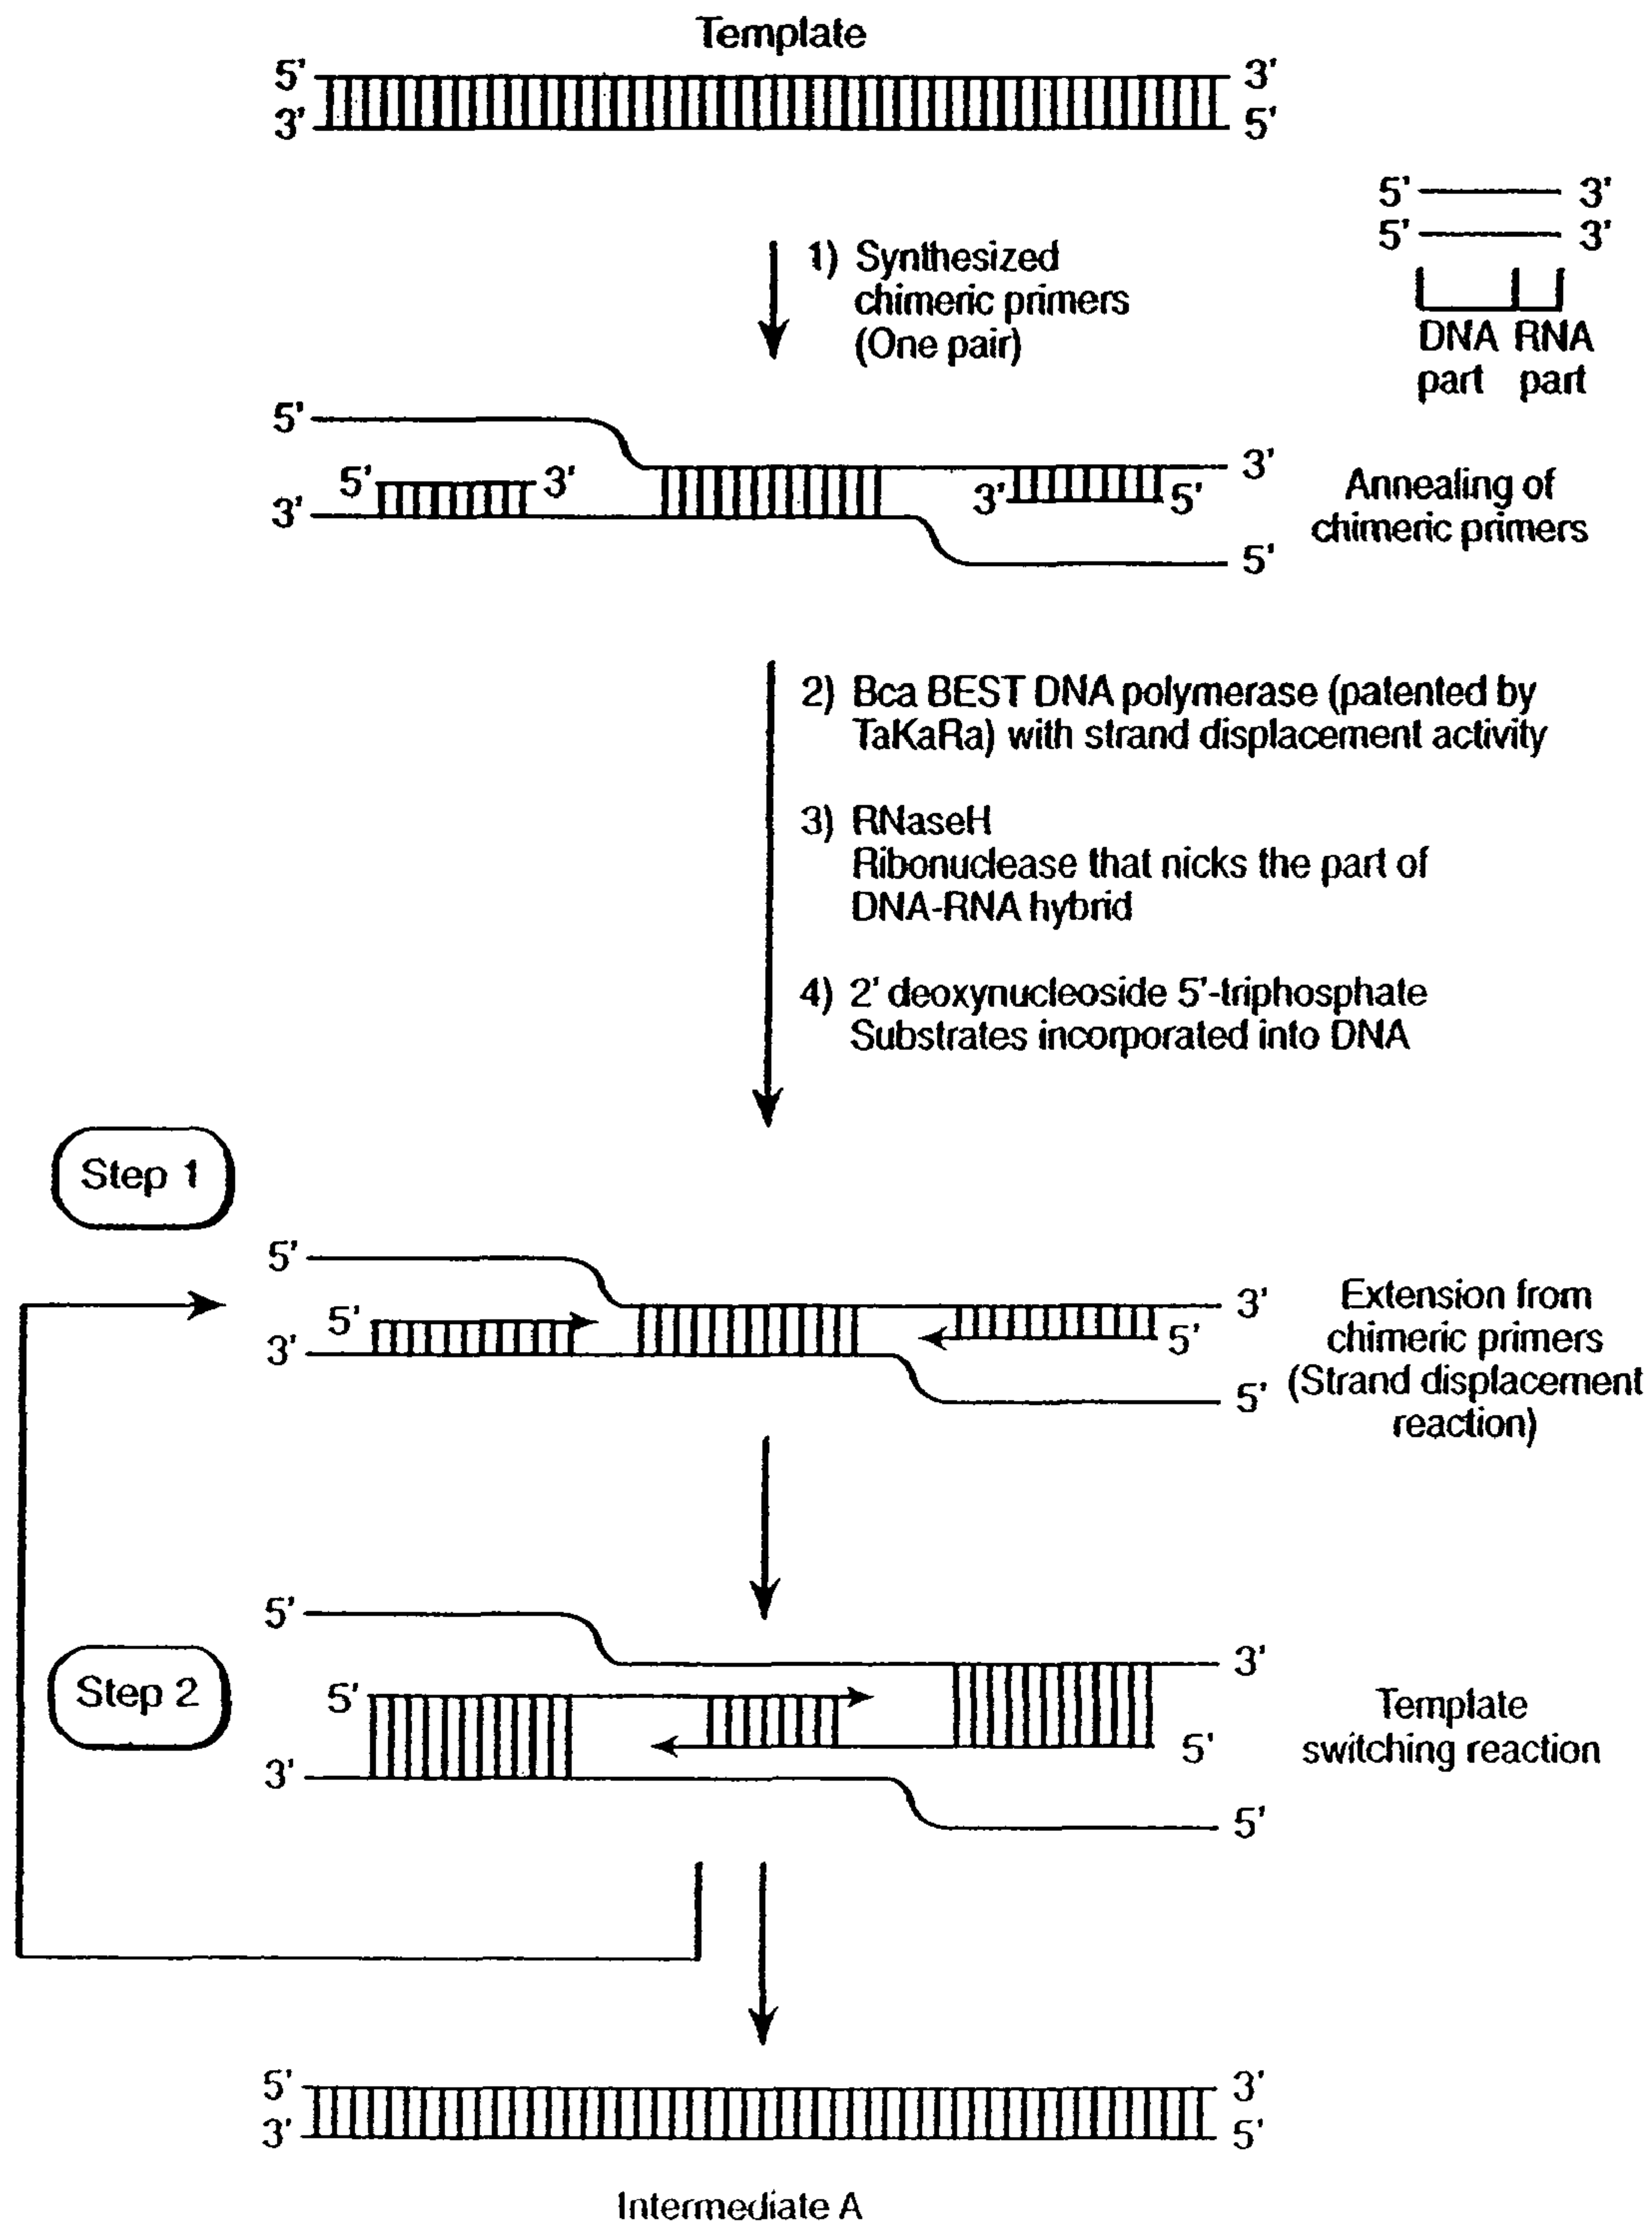 Template
5' 3'
3' 5'
5' 3'
5' 3'
DNA RNA
part part
1) Synthesized
chimeric primers
(One pair)
5'
3'
5' 3'
3' 5'
3'
5'
Annealing of
chimeric primers
2) Bca BEST DNA polymerase (patented by
TaKaRa) with strand displacement activity
3) RNaseH
Ribonuclease that nicks the part of
DNA-RNA hybrid
4) 2' deoxynucleoside 5'-triphosphate
Substrates incorporated into DNA
Step 1
5'
3'
5' 5'
3'
5'
Extension from
chimeric primers
(Strand displacement
reaction)
5'
3'
Step 2
5'
5'
3'
5'
Template
switching reaction
5' 3'
3' 5'
Intermediate A